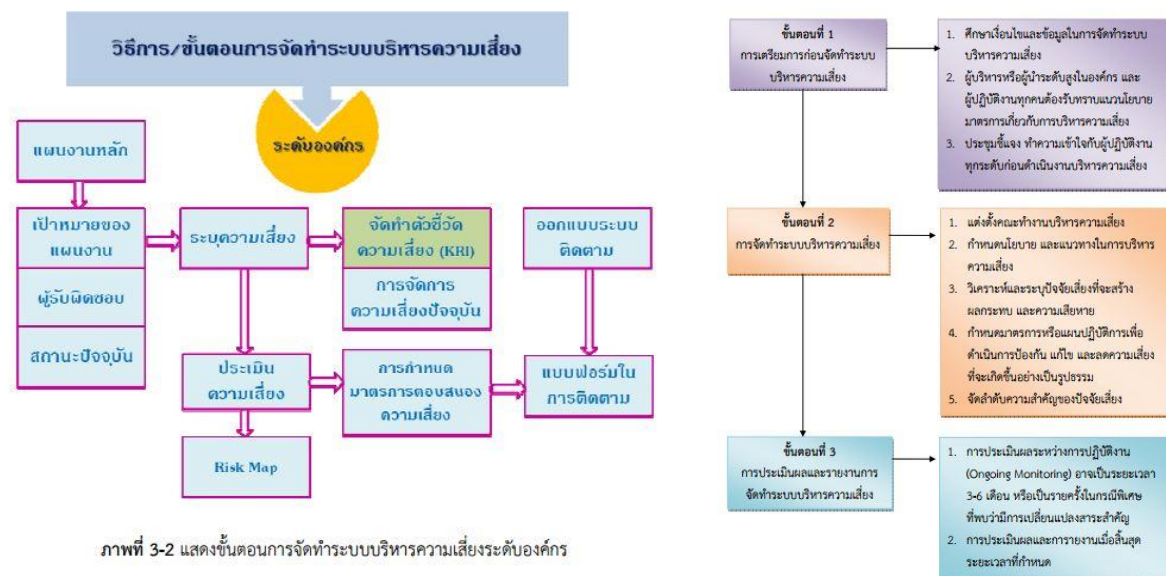 วิธีการ/ขั้นตอนการจัดทำระบบบริหารความเสี่ยง
ระดับองค์กร
แผนงานหลัก
เป้าหมายของ
แผนงาน
ผู้รับผิดชอบ
สถานะปัจจุบัน
ระบุความเสี่ยง
จัดทำตัวชี้วัด
ความเสี่ยง (KRI)
การจัดการ
ความเสี่ยงปัจจุบัน
ออกแบบระบบ
ติดตาม
ประเมิน
ความเสี่ยง
การกำหนด
มาตรการตอบสนอง
ความเสี่ยง
แบบฟอร์มใน
การติดตาม
Risk Map
ภาพที่ 3-2 แสดงขั้นตอนการจัดทำระบบบริหารความเสี่ยงระดับองค์กร
ขั้นตอนที่ 1
การเตรียมการก่อนจัดทำระบบ
บริหารความเสี่ยง
1. ศึกษาเงื่อนไขและข้อมูลในการจัดทำระบบ
บริหารความเสี่ยง
2. ผู้บริหารหรือผู้นำระดับสูงในองค์กร และ
ผู้ปฏิบัติงานทุกคนต้องรับทราบแนวนโยบาย
มาตรการเกี่ยวกับการบริหารความเสี่ยง
3. ประชุมชี้แจง ทำความเข้าใจกับผู้ปฏิบัติงาน
ทุกระดับก่อนดำเนินงานบริหารความเสี่ยง
ขั้นตอนที่ 2
การจัดทำระบบบริหารความเสี่ยง
1. แต่งตั้งคณะทำงานบริหารความเสี่ยง
2. กำหนดนโยบาย และแนวทางในการบริหาร
ความเสี่ยง
3. วิเคราะห์และระบุปัจจัยเสี่ยงที่จะสร้าง
ผลกระทบ และความเสียหาย
4. กำหนดมาตรการหรือแผนปฏิบัติการเพื่อ
ดำเนินการป้องกัน แก้ไข และลดความเสี่ยง
ที่จะเกิดขึ้นอย่างเป็นรูปธรรม
5. จัดลำดับความสำคัญของปัจจัยเสี่ยง
ขั้นตอนที่ 3
การประเมินผลและรายงานการ
จัดทำระบบบริหารความเสี่ยง
1. การประเมินผลระหว่างการปฏิบัติงาน
(Ongoing Monitoring) อาจเป็นระยะเวลา
3-6 เดือน หรือเป็นรายครั้งในกรณีพิเศษ
ที่พบว่ามีการเปลี่ยนแปลงสาระสำคัญ
2. การประเมินผลและการายงานเมื่อสิ้นสุด
ระยะเวลาที่กำหนด